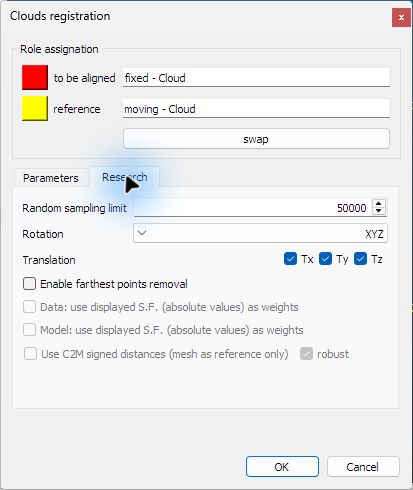 Clouds registration
x
Role assignation
to be aligned fixed - Cloud
reference moving - Cloud
swap
Parameters Research
Random sampling limit 50000
Rotation XYZ
Translation Tx Ty Tz
Enable farthest points removal
Data: use displayed S.F. (absolute values) as weights
Model: use displayed S.F. (absolute values) as weights
Use C2M signed distances (mesh as reference only) robust
OK Cancel